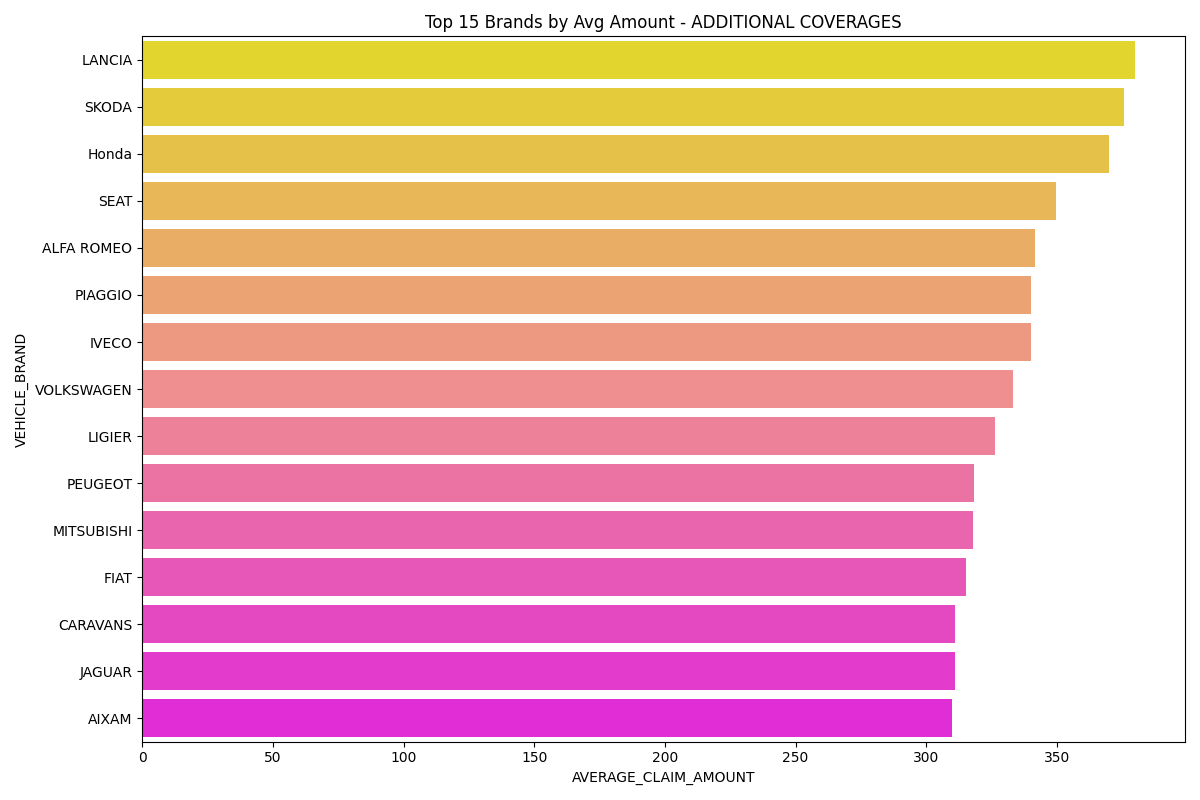 Top 15 Brands by Avg Amount - ADDITIONAL COVERAGES
LANCIA
SKODA
Honda
SEAT
ALFA ROMEO
PIAGGIO
IVECO
VOLKSWAGEN
LIGIER
PEUGEOT
MITSUBISHI
FIAT
CARAVANS
JAGUAR
AIXAM
VEHICLE_BRAND
0 50 100 150 200 250 300 350
AVERAGE_CLAIM_AMOUNT